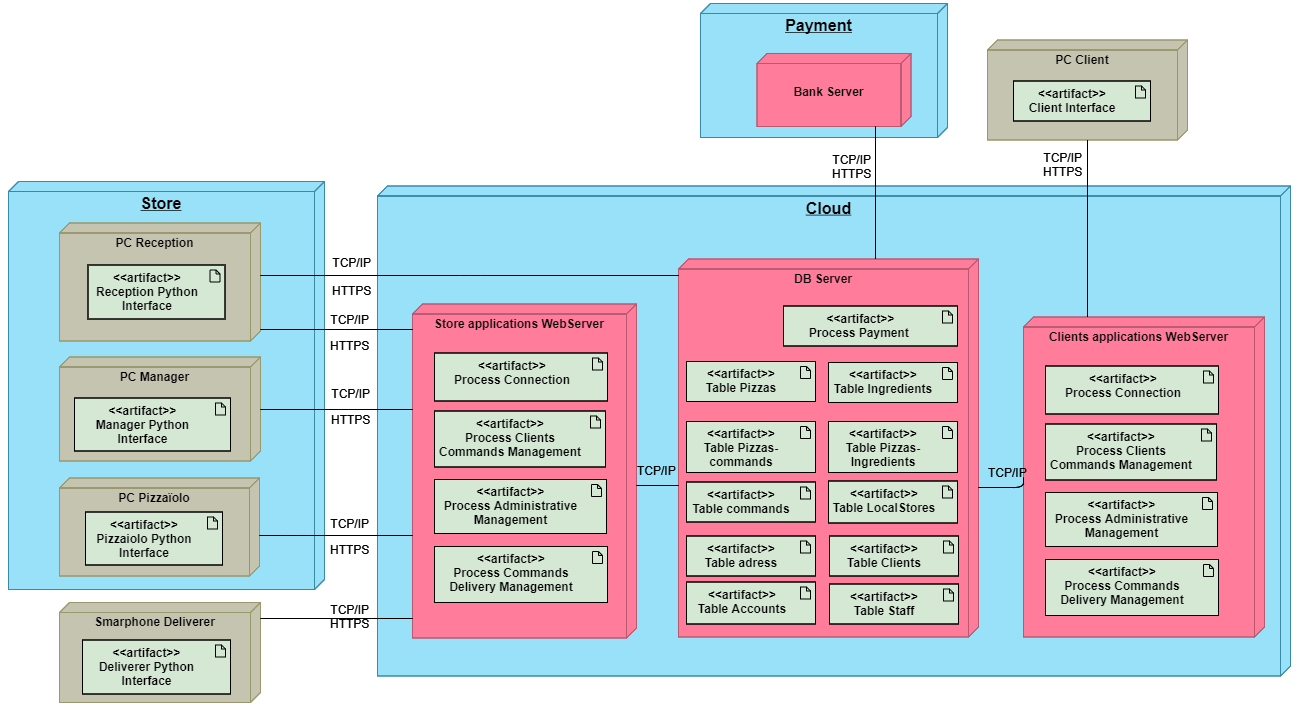 Payment
Bank Server
PC Client
<<artifact>>
Client Interface
TCP/IP
HTTPS
TCP/IP
HTTPS
Store
PC Reception
<<artifact>>
Reception Python
Interface
PC Manager
<<artifact>>
Manager Python
Interface
PC Pizzaïolo
<<artifact>>
Pizzaiolo Python
Interface
Smarphone Deliverer
<<artifact>>
Deliverer Python
Interface
TCP/IP
HTTPS
TCP/IP
HTTPS
TCP/IP
HTTPS
TCP/IP
HTTPS
TCP/IP
HTTPS
Cloud
Store applications WebServer
<<artifact>>
Process Connection
<<artifact>>
Process Clients
Commands Management
<<artifact>>
Process Administrative
Management
<<artifact>>
Process Commands
Delivery Management
TCP/IP
DB Server
<<artifact>>
Process Payment
<<artifact>>
Table Pizzas
<<artifact>>
Table Ingredients
<<artifact>>
Table Pizzas-
commands
<<artifact>>
Table Pizzas-
Ingredients
<<artifact>>
Table commands
<<artifact>>
Table LocalStores
<<artifact>>
Table adress
<<artifact>>
Table Clients
<<artifact>>
Table Accounts
<<artifact>>
Table Staff
TCP/IP
Clients applications WebServer
<<artifact>>
Process Connection
<<artifact>>
Process Clients
Commands Management
<<artifact>>
Process Administrative
Management
<<artifact>>
Process Commands
Delivery Management